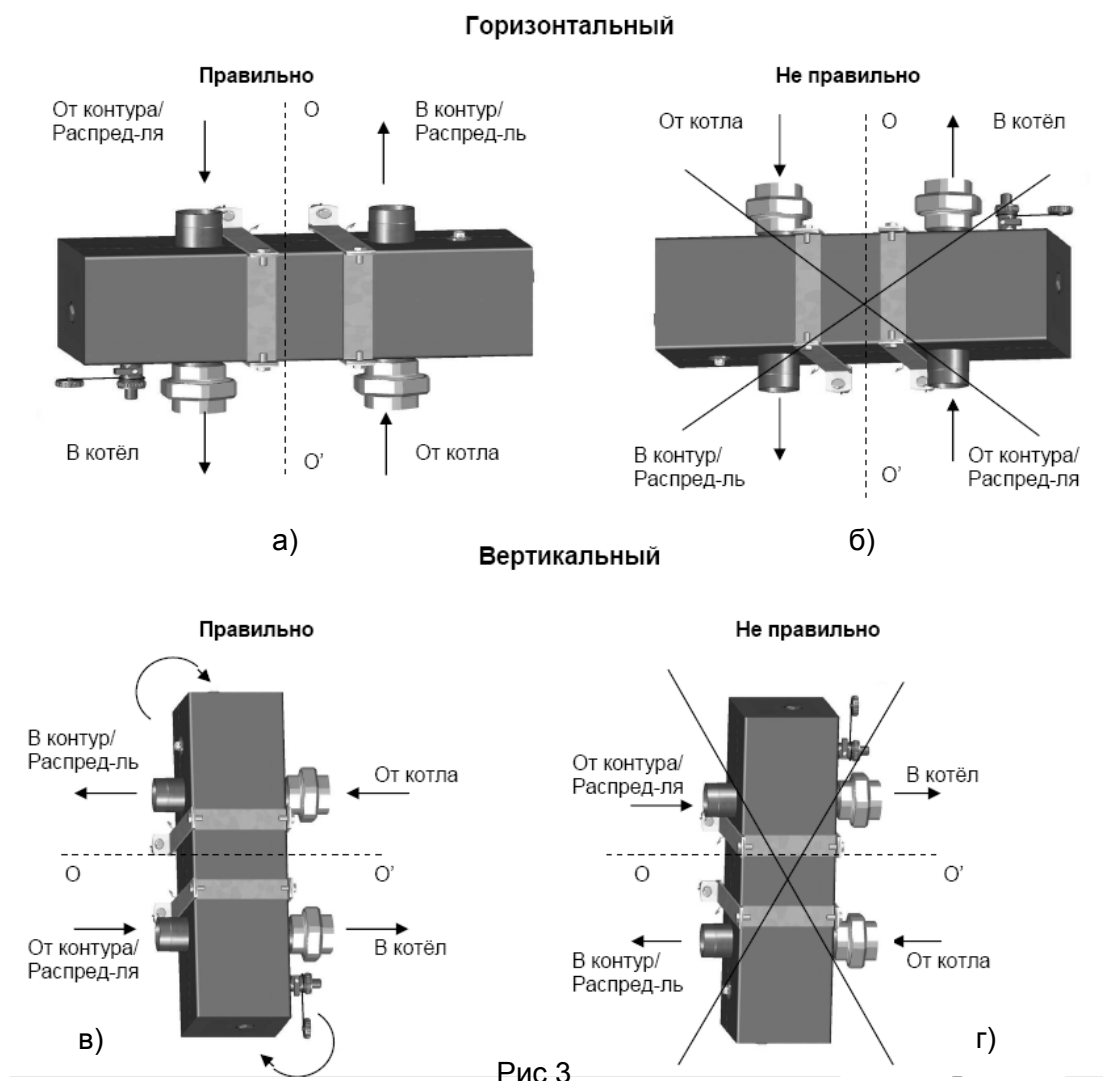 Горизонтальный
Правильно
От контура/
Распред-ля
О
В контур/
Распред-ль
В котёл
О'
От котла
а)
Не правильно
От котла
О
В котёл
В контур/
Распред-ль
О'
От контура/
Распред-ля
б)
Вертикальный
Правильно
В контур/
Распред-ль
От котла
О
О'
От контура/
Распред-ля
В котёл
в)
Не правильно
От контура/
Распред-ля
В котёл
О
О'
В контур/
Распред-ль
От котла
г)
Рис 3